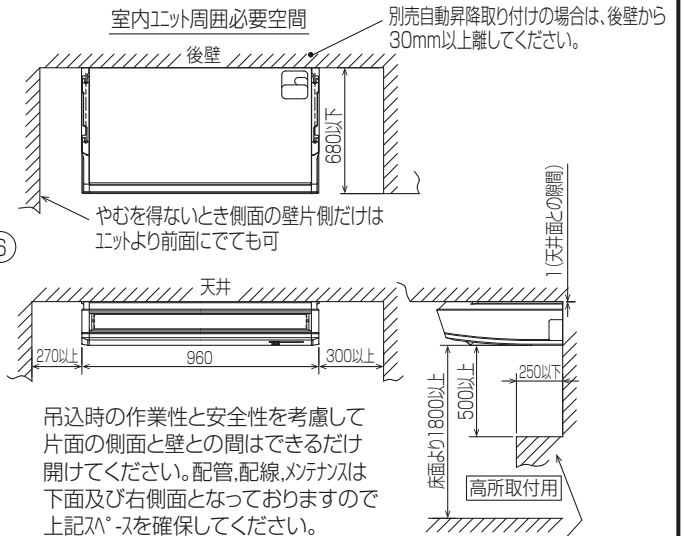 室内ユニット周囲必要空間
別売自動昇降取り付けの場合は、後壁から
30mm以上離してください。
後壁
680以下
やむを得ないとき側面の壁片側だけは
ユニットより前面にでても可
6
1(天井面との隙間)
天井
270以上
960
300以上
床面より1800以上
500以上
250以下
高所取付用
吊込時の作業性と安全性を考慮して
片面の側面と壁との間はできるだけ
開けてください。配管,配線,メンテナンスは
下面及び右側面となっておりますので
上記スペースを確保してください。